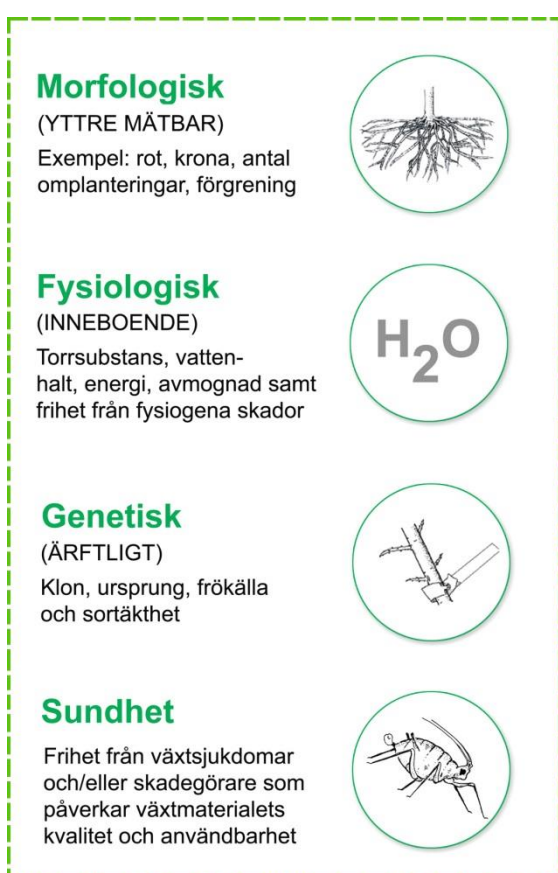 Morfologisk
(YTTRE MÄTBAR)
Exempel: rot, krona, antal
omplanteringar, förgrening
Fysiologisk
(INNEBOENDE)
Torrsubstans, vatten-
halt, energi, avmognad samt
frihet från fysiogena skador
H2O
Genetisk
(ÄRFTLIGT)
Klon, ursprung, frökälla
och sortäkthet
Sundhet
Frihet från växtsjukdomar
och/eller skadegörare som
påverkar växtmaterialets
kvalitet och användbarhet